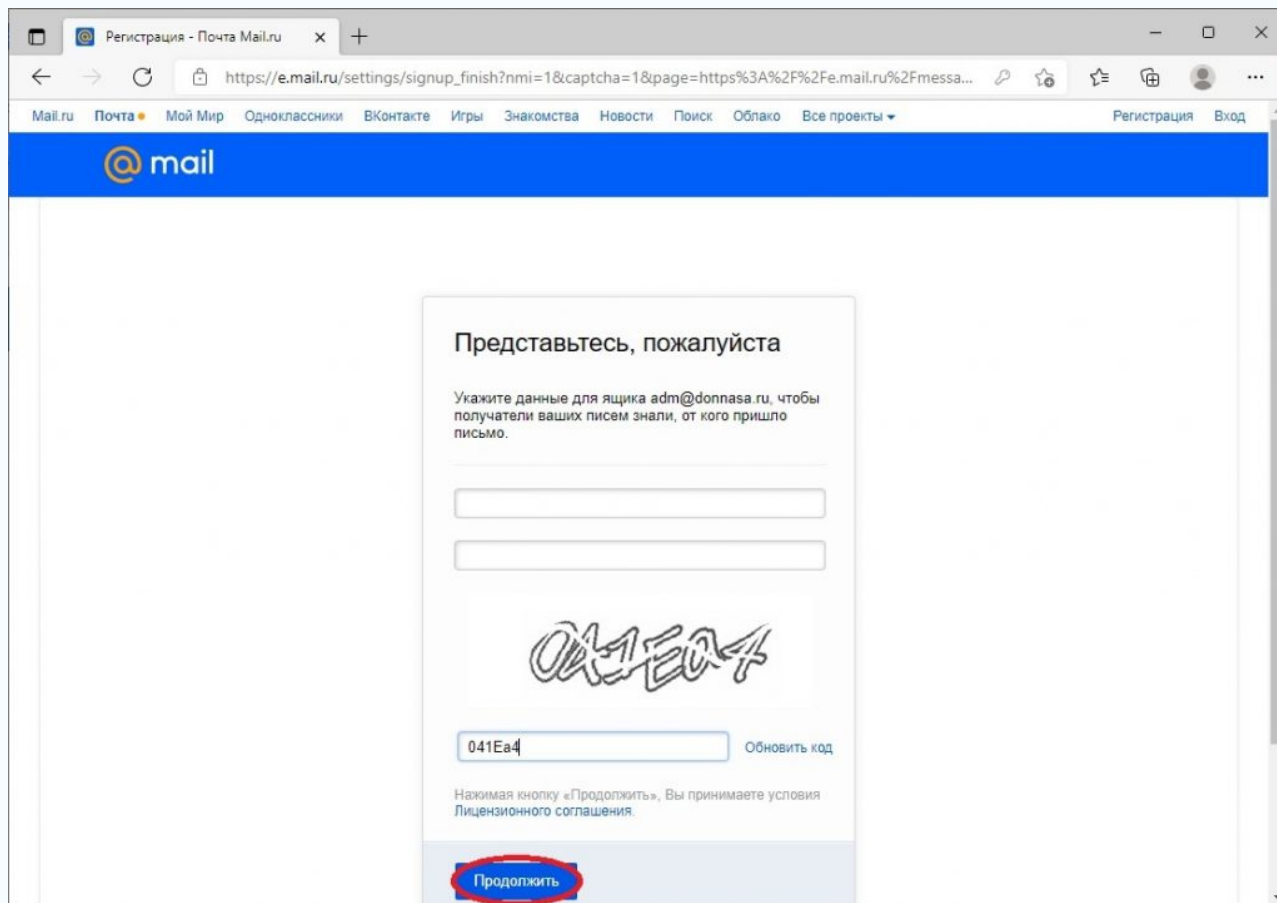 Регистрация - Почта Mail.ru
https://e.mail.ru/settings/signup_finish?nmi=1&captcha=1&page=https%3A%2F%2Fe.mail.ru%2Fmessa...
Mail.ru Почта Мой Мир Одноклассники ВКонтакте Игры Знакомства Новости Поиск Облако Все проекты Регистрация Вход
@ mail
Представьтесь, пожалуйста
Укажите данные для ящика adm@donnasa.ru, чтобы
получатели ваших писем знали, от кого пришло
письмо.
041Ea4 Обновить код
Нажимая кнопку «Продолжить», Вы принимаете условия
Лицензионного соглашения.
Продолжить